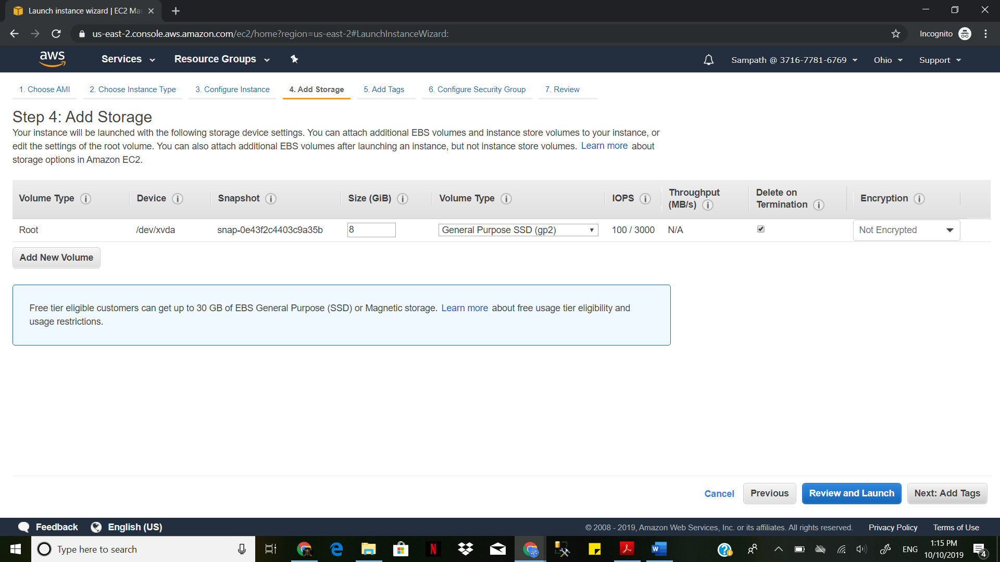 Launch instance wizard | EC2 Ma
us-east-2.console.aws.amazon.com/ec2/home?region=us-east-2#LaunchInstanceWizard:
Incognito
aws
Services
Resource Groups
Sampath @ 3716-7781-6769
Ohio
Support
1. Choose AMI
2. Choose Instance Type
3. Configure Instance
4. Add Storage
5. Add Tags
6. Configure Security Group
7. Review
Step 4: Add Storage
Your instance will be launched with the following storage device settings. You can attach additional EBS volumes and instance store volumes to your instance, or
edit the settings of the root volume. You can also attach additional EBS volumes after launching an instance, but not instance store volumes. Learn more about
storage options in Amazon EC2.
Volume Type
Device
Snapshot
Size (GiB)
Volume Type
IOPS
Throughput
(MB/s)
Delete on
Termination
Encryption
Root
/dev/xvda
snap-0e43f2c4403c9a35b
8
General Purpose SSD (gp2)
100 / 3000
N/A
Not Encrypted
Add New Volume
Free tier eligible customers can get up to 30 GB of EBS General Purpose (SSD) or Magnetic storage. Learn more about free usage tier eligibility and
usage restrictions.
Cancel
Previous
Review and Launch
Next: Add Tags
Feedback
English (US)
© 2008 - 2019, Amazon Web Services, Inc. or its affiliates. All rights reserved.
Privacy Policy
Terms of Use
Type here to search
ENG
1:15 PM
10/10/2019
4